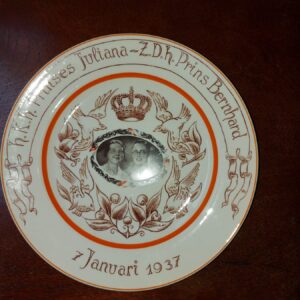 h.K.h. Prinses Juliana – Z.D.h. Prins Bernhard
7 Januari 1937